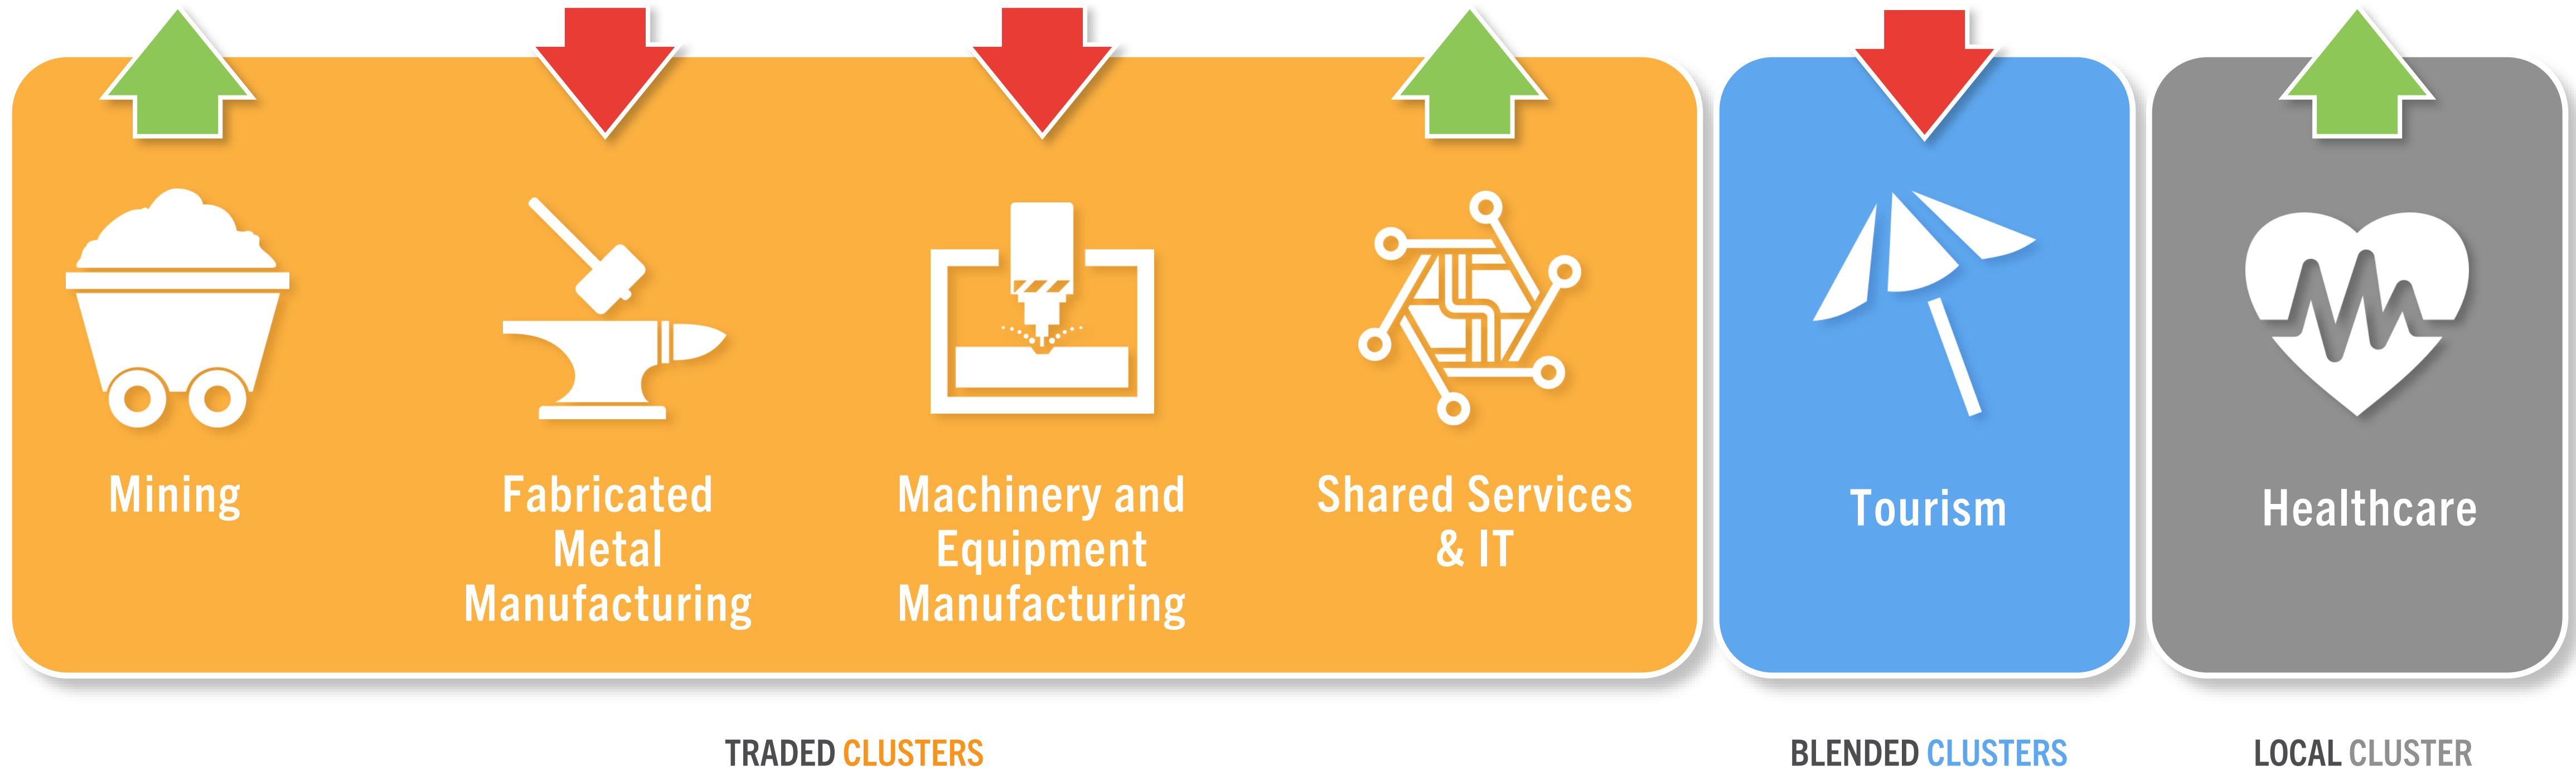 Mining
Fabricated
Metal
Manufacturing
Machinery and
Equipment
Manufacturing
Shared Services
& IT
Tourism
Healthcare
TRADED CLUSTERS
BLENDED CLUSTERS
LOCAL CLUSTER